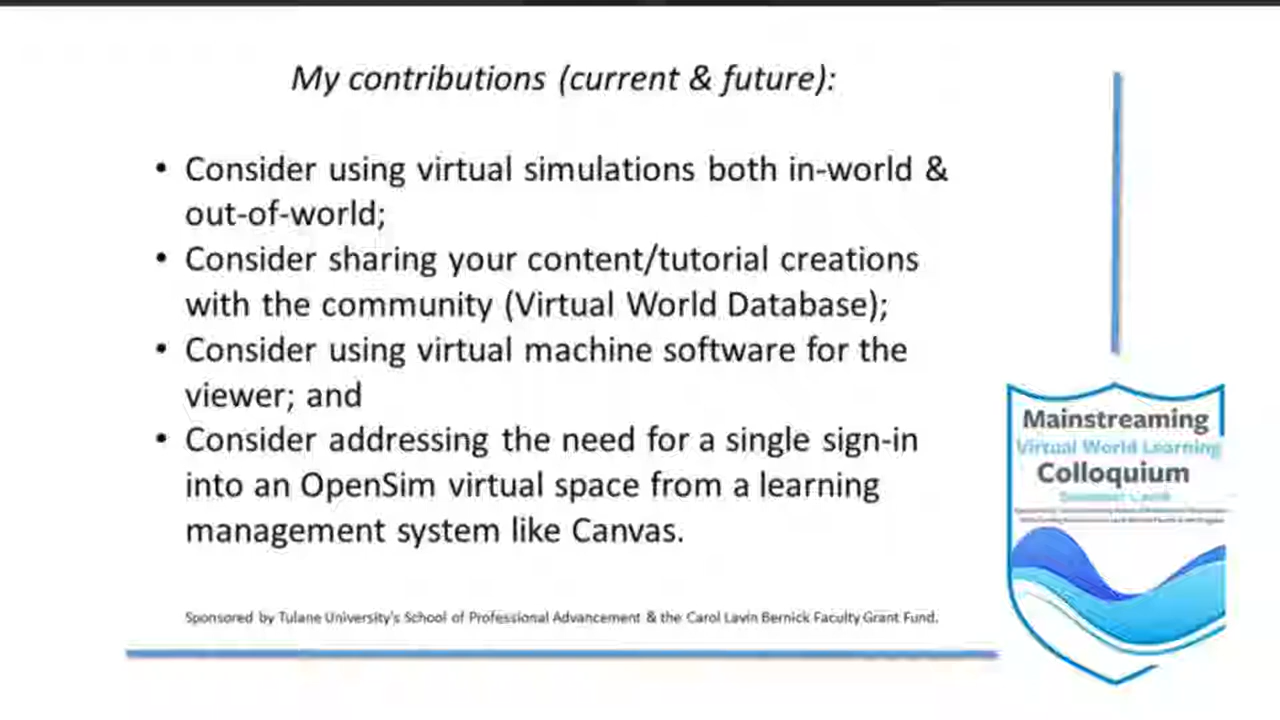 My contributions (current & future):
• Consider using virtual simulations both in-world &
out-of-world;
• Consider sharing your content/tutorial creations
with the community (Virtual World Database);
• Consider using virtual machine software for the
viewer; and
• Consider addressing the need for a single sign-in
into an OpenSim virtual space from a learning
management system like Canvas.
Sponsored by Tulane University's School of Professional Advancement & the Carol Lavin Bernick Faculty Grant Fund.
Mainstreaming
Virtual World Learning
Colloquium